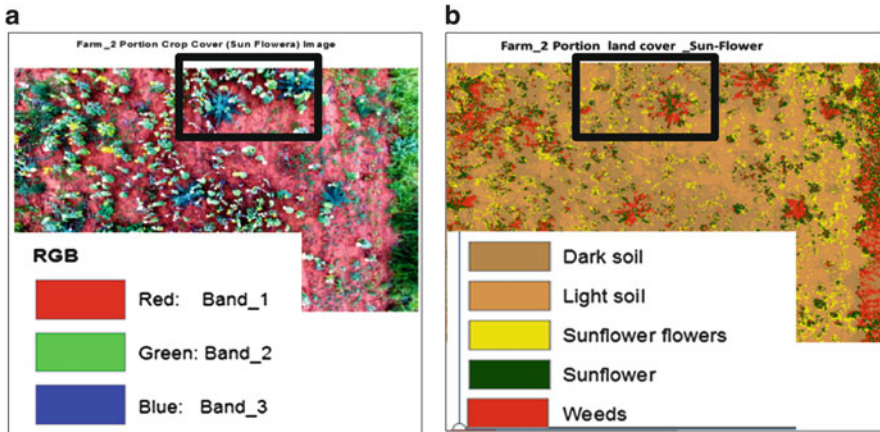 a
Farm_2 Portion Crop Cover (Sun Flowera) Image
RGB
Red: Band_1
Green: Band_2
Blue: Band_3
b
Farm_2 Portion land cover _Sun-Flower
Dark soil
Light soil
Sunflower flowers
Sunflower
Weeds